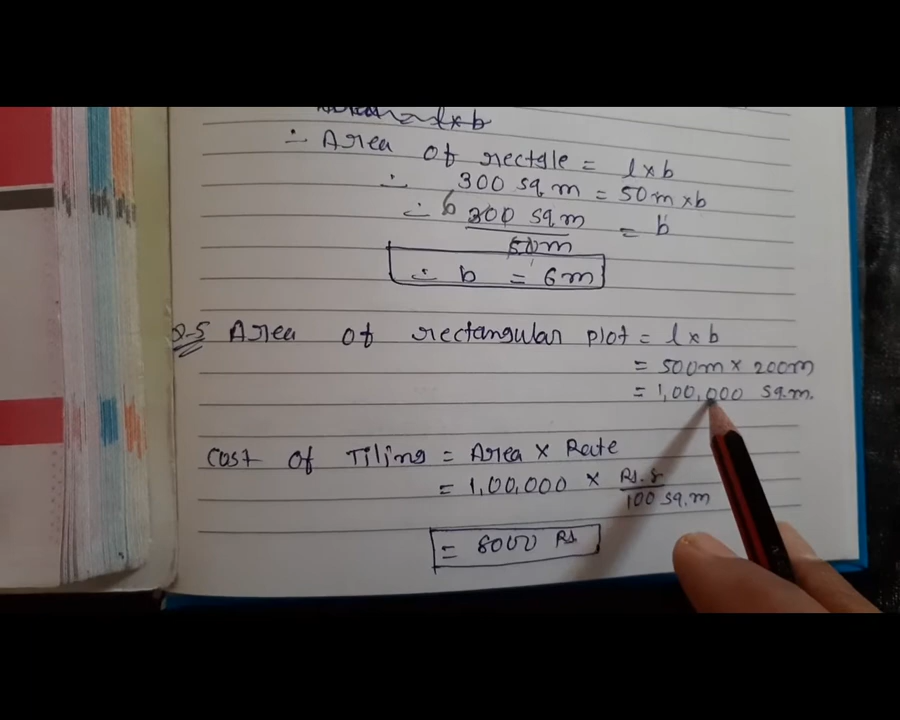 = l×b
∴ Area of rectgle = l×b
∴ 300 sq.m = 50m×b
∴ 6 300 sq.m / 50m = b
∴ b = 6m
Q-5 Area of rectangular plot = l×b
= 500m × 200m
= 1,00,000 sq.m.
Cost of Tiling = Area × Rate
= 1,00,000 × Rs. 8 / 100 sq.m
= 8000 Rs